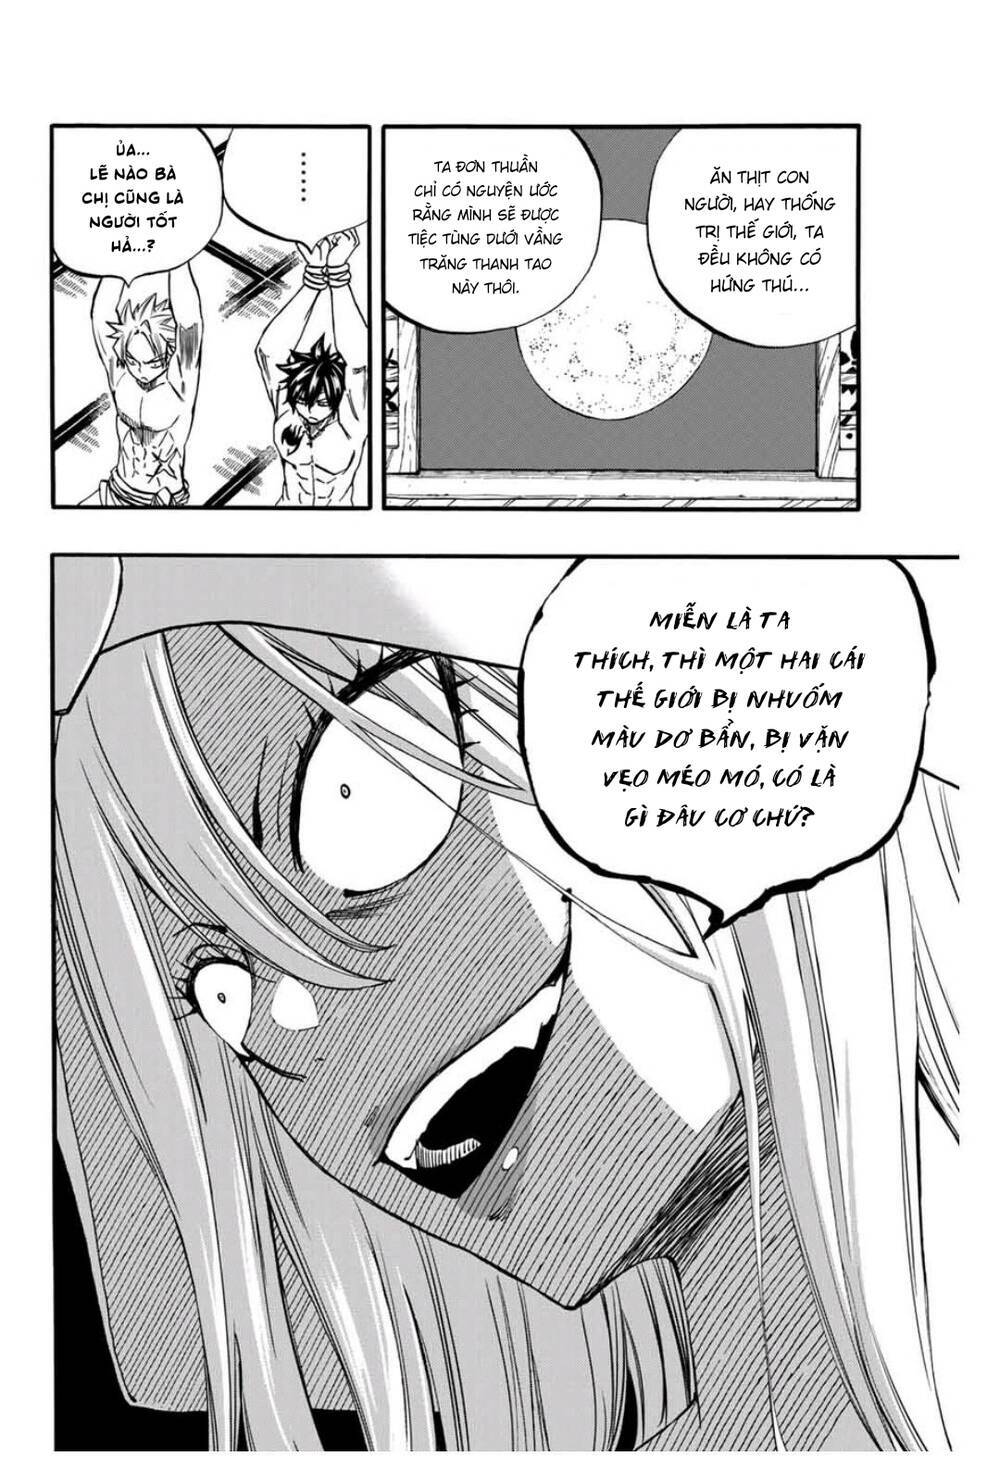 ĂN THỊT CON
NGƯỜI, HAY THỐNG
TRỊ THẾ GIỚI, TA
ĐỀU KHÔNG CÓ
HỨNG THÚ...
TA ĐƠN THUẦN
CHỈ CÓ NGUYỆN ƯỚC
RẰNG MÌNH SẼ ĐƯỢC
TIỆC TÙNG DƯỚI VẦNG
TRĂNG THANH TAO
NÀY THÔI.
........
ỦA...
LẼ NÀO BÀ
CHỊ CŨNG LÀ
NGƯỜI TỐT
HẢ...?
MIỄN LÀ TA
THÍCH, THÌ MỘT HAI CÁI
THẾ GIỚI BỊ NHUỐM
MÀU DƠ BẨN, BỊ VẶN
VẸO MÉO MÓ, CÓ LÀ
GÌ ĐÂU CƠ CHỨ?